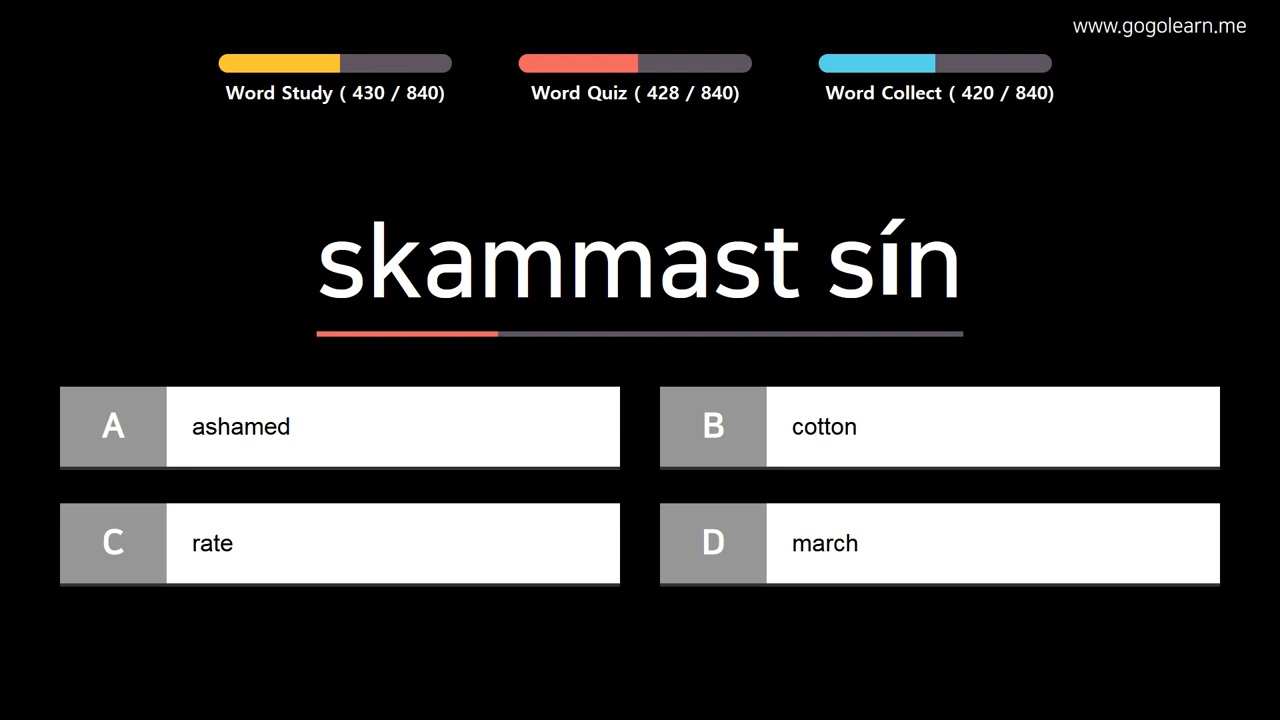 www.gogolearn.me
Word Study ( 430 / 840)
Word Quiz ( 428 / 840)
Word Collect ( 420 / 840)
skammast sín
A ashamed
B cotton
C rate
D march